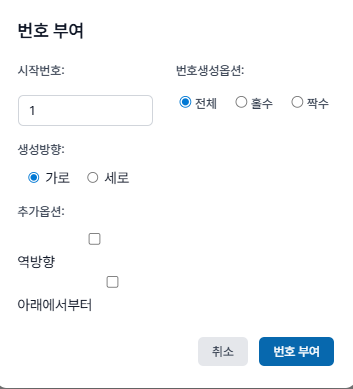 번호 부여
시작번호: 번호생성옵션:
1 전체 홀수 짝수
생성방향:
가로 세로
추가옵션:
역방향
아래에서부터
취소 번호 부여